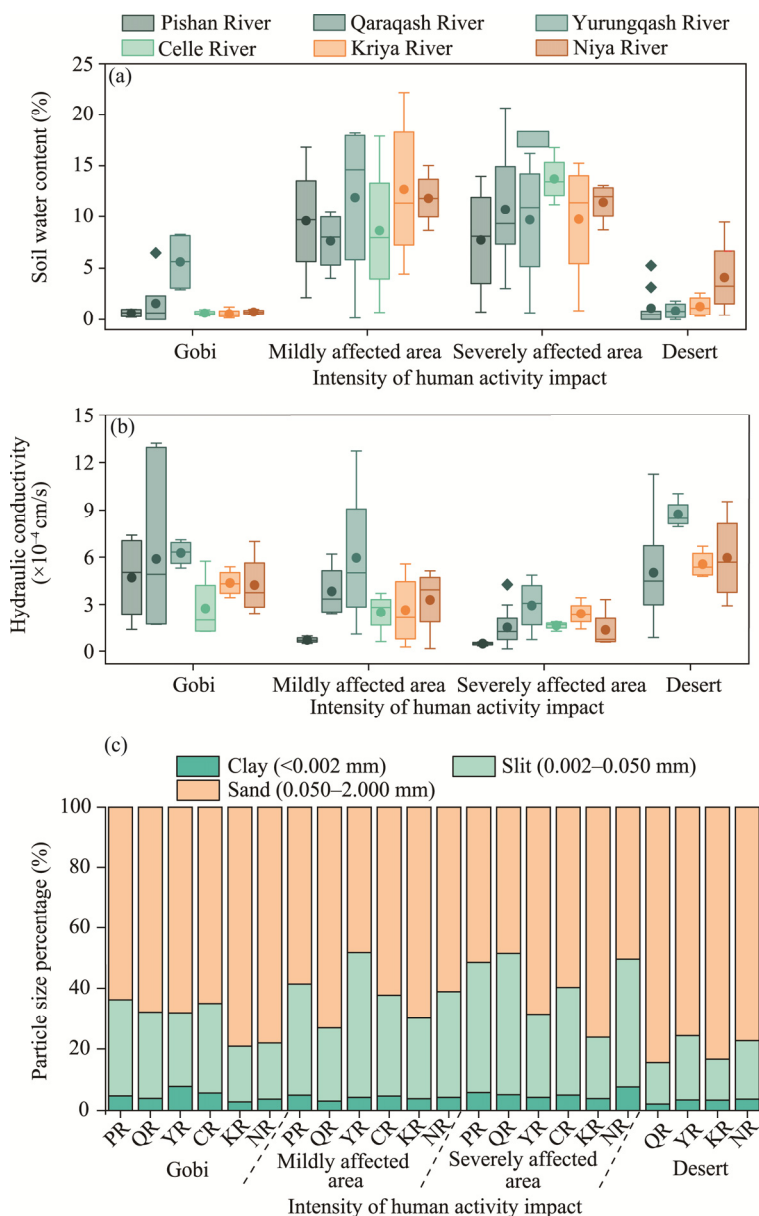 Pishan River Qaraqash River Yurungqash River
Celle River Kriya River Niya River
(a)
Soil water content (%)
25
20
15
10
5
0
Gobi Mildly affected area Severely affected area Desert
Intensity of human activity impact
(b)
Hydraulic conductivity
(×10⁻⁴ cm/s)
15
12
9
6
3
0
Gobi Mildly affected area Severely affected area Desert
Intensity of human activity impact
(c)
Clay (<0.002 mm) Slit (0.002–0.050 mm)
Sand (0.050–2.000 mm)
Particle size percentage (%)
100
80
60
40
20
0
PR QR YR CR KR NR PR QR YR CR KR NR PR QR YR CR KR NR QR YR KR NR
Gobi Mildly affected area Severely affected area Desert
Intensity of human activity impact